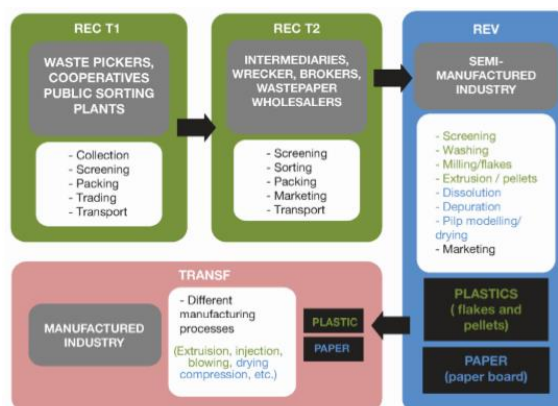 REC T1
WASTE PICKERS,
COOPERATIVES
PUBLIC SORTING
PLANTS
- Collection
- Screening
- Packing
- Trading
- Transport
REC T2
INTERMEDIARIES,
WRECKER, BROKERS,
WASTEPAPER
WHOLESALERS
- Screening
- Sorting
- Packing
- Marketing
- Transport
REV
SEMI-
MANUFACTURED
INDUSTRY
- Screening
- Washing
- Milling/flakes
- Extrusion / pellets
- Dissolution
- Depuration
- Pilp modelling/
drying
- Marketing
PLASTICS
( flakes and
pellets)
PAPER
(paper board)
TRANSF
MANUFACTURED
INDUSTRY
- Different
manufacturing
processes
(Extruision, injection,
blowing, drying
compression, etc.)
PLASTIC
PAPER